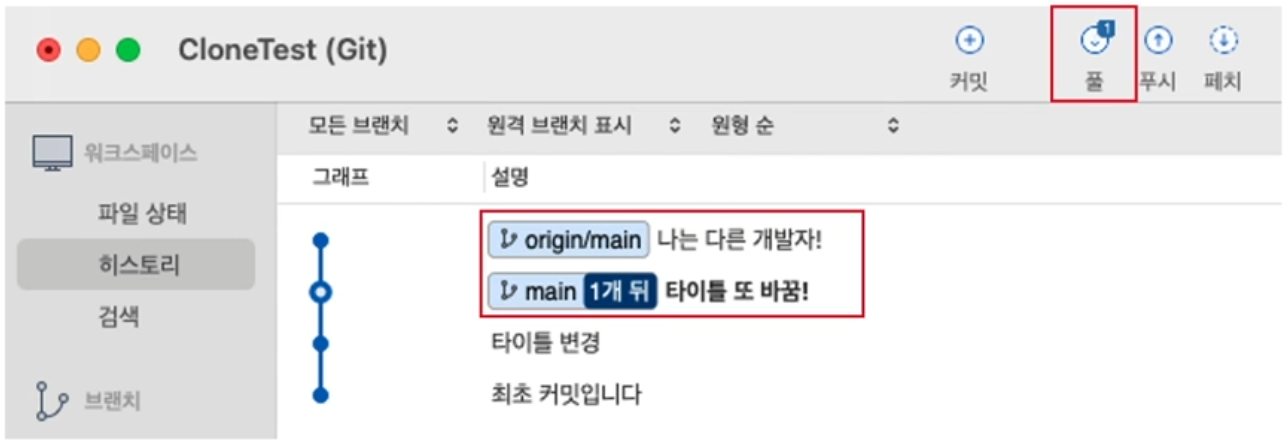 CloneTest (Git)
커밋
1
풀
푸시
페치
워크스페이스
파일 상태
히스토리
검색
브랜치
모든 브랜치 원격 브랜치 표시 원형 순
그래프 설명
origin/main 나는 다른 개발자!
main 1개 뒤 타이틀 또 바꿈!
타이틀 변경
최초 커밋입니다